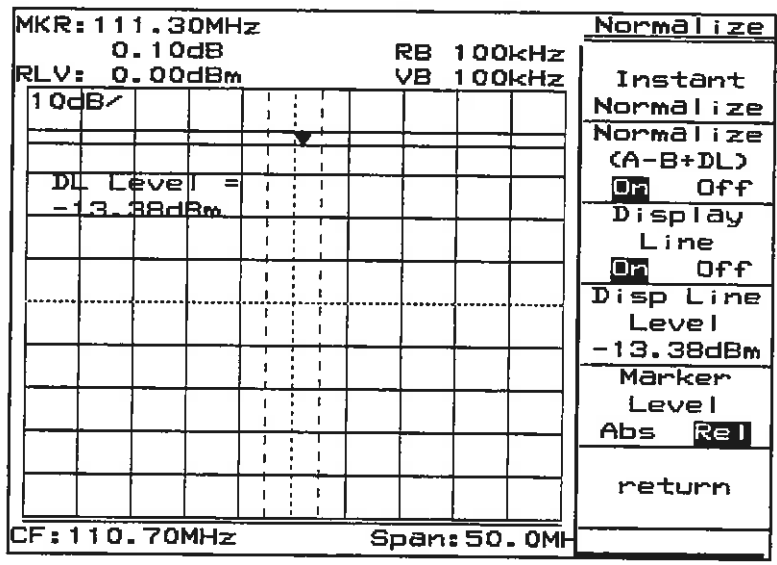 MKR:111.30MHz
0.10dB
RLV: 0.00dBm
RB 100kHz
VB 100kHz
10dB/
DL Level =
-13.38dBm
CF:110.70MHz
Span:50.0MH
Normalize
Instant
Normalize
Normalize
(A-B+DL)
On Off
Display
Line
On Off
Disp Line
Level
-13.38dBm
Marker
Level
Abs Rel
return